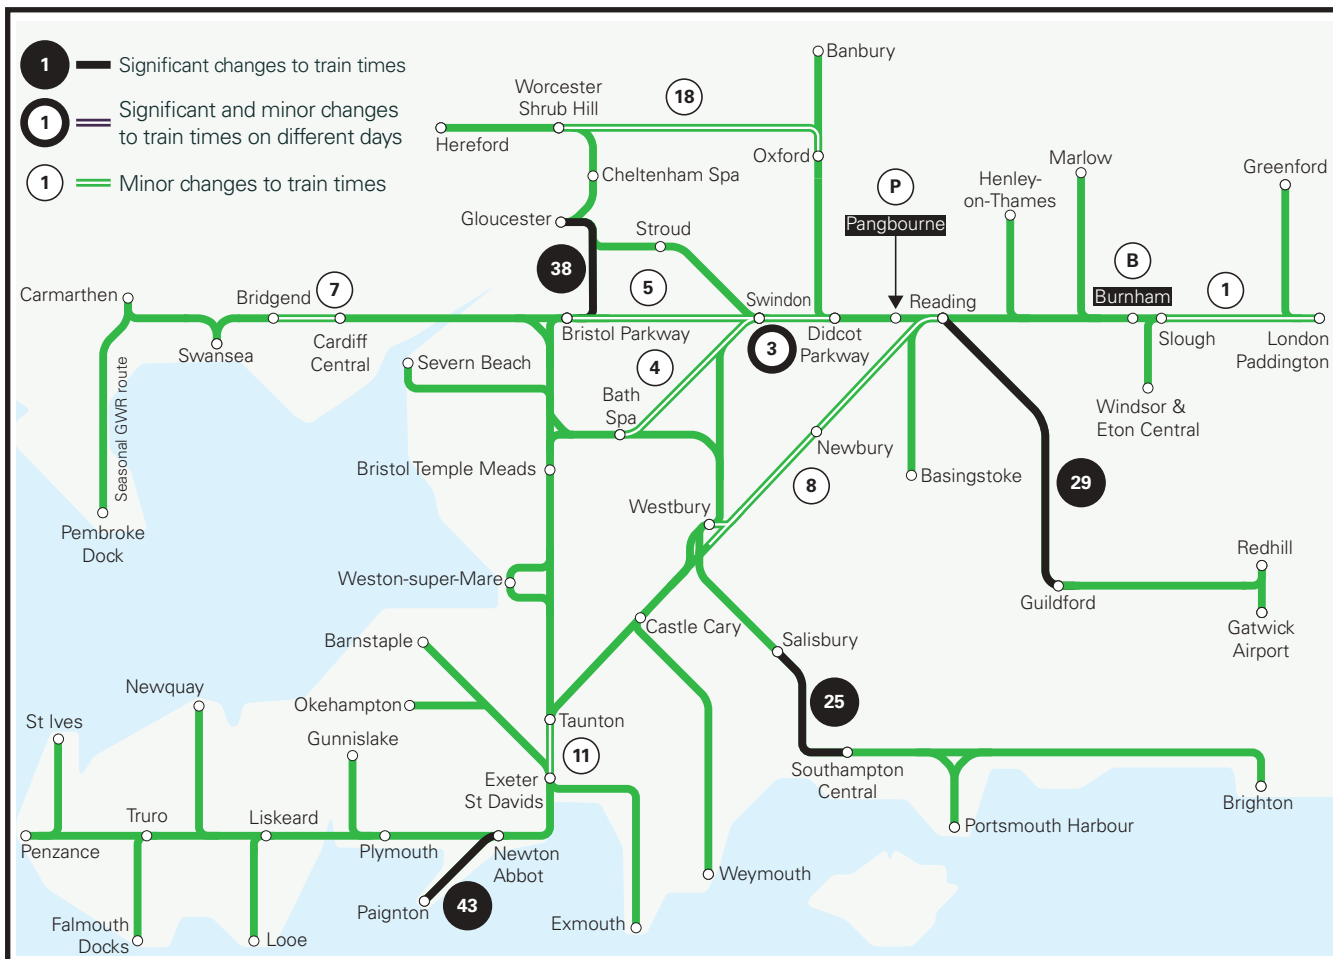 1 Significant changes to train times
1 Significant and minor changes
to train times on different days
1 Minor changes to train times
Banbury
Worcester
Shrub Hill
18
Hereford
Oxford
Marlow
Greenford
Cheltenham Spa
P
Henley-
on-Thames
Gloucester
Stroud
Pangbourne
38
B
Carmarthen
Bridgend
7
5
Swindon
Reading
Burnham
1
Bristol Parkway
Swansea
Cardiff
Central
3
Didcot
Parkway
Slough
London
Paddington
Severn Beach
4
Bath
Spa
Windsor &
Eton Central
Seasonal GWR route
Newbury
Bristol Temple Meads
Basingstoke
8
29
Westbury
Pembroke
Dock
Redhill
Weston-super-Mare
Guildford
Castle Cary
Gatwick
Airport
Barnstaple
Salisbury
Newquay
Okehampton
25
St Ives
Taunton
Gunnislake
11
Southampton
Central
Exeter
St Davids
Brighton
Truro
Liskeard
Portsmouth Harbour
Penzance
Plymouth
Newton
Abbot
Weymouth
Paignton
43
Falmouth
Docks
Looe
Exmouth